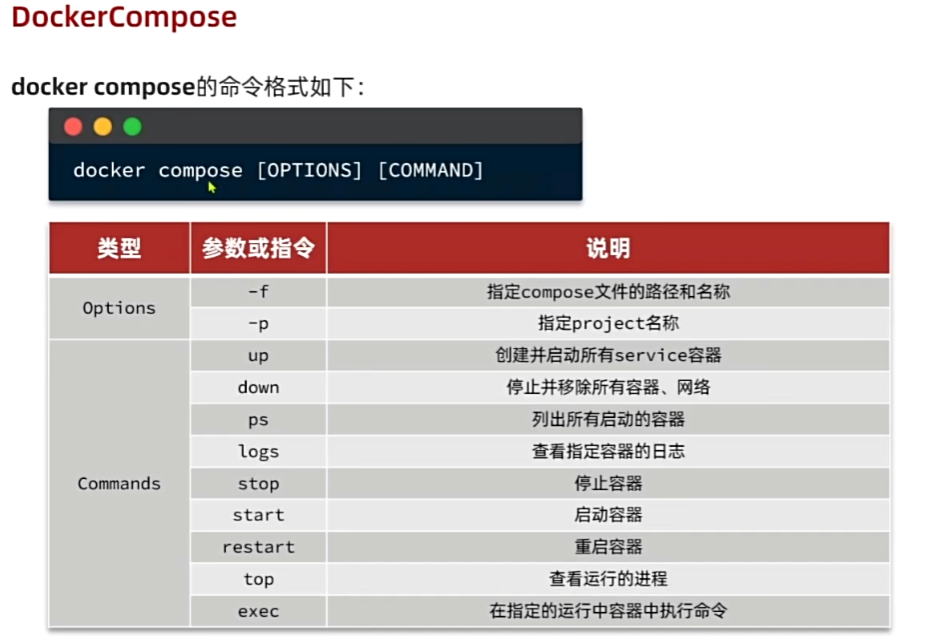 DockerCompose
docker compose的命令格式如下：
docker compose [OPTIONS] [COMMAND]
类型 参数或指令 说明
Options
-f 指定compose文件的路径和名称
-p 指定project名称
Commands
up 创建并启动所有service容器
down 停止并移除所有容器、网络
ps 列出所有启动的容器
logs 查看指定容器的日志
stop 停止容器
start 启动容器
restart 重启容器
top 查看运行的进程
exec 在指定的运行中容器中执行命令